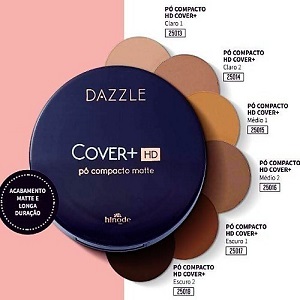 PÓ COMPACTO
HD COVER+
Claro 1
25013
PÓ COMPACTO
HD COVER+
Claro 2
25014
PÓ COMPACTO
HD COVER+
Médio 1
25015
PÓ COMPACTO
HD COVER+
Médio 2
25016
PÓ COMPACTO
HD COVER+
Escuro 1
25017
PÓ COMPACTO
HD COVER+
Escuro 2
25018
DAZZLE
COVER+ HD
pó compacto matte
hinode
ACABAMENTO
MATTE E
LONGA
DURAÇÃO